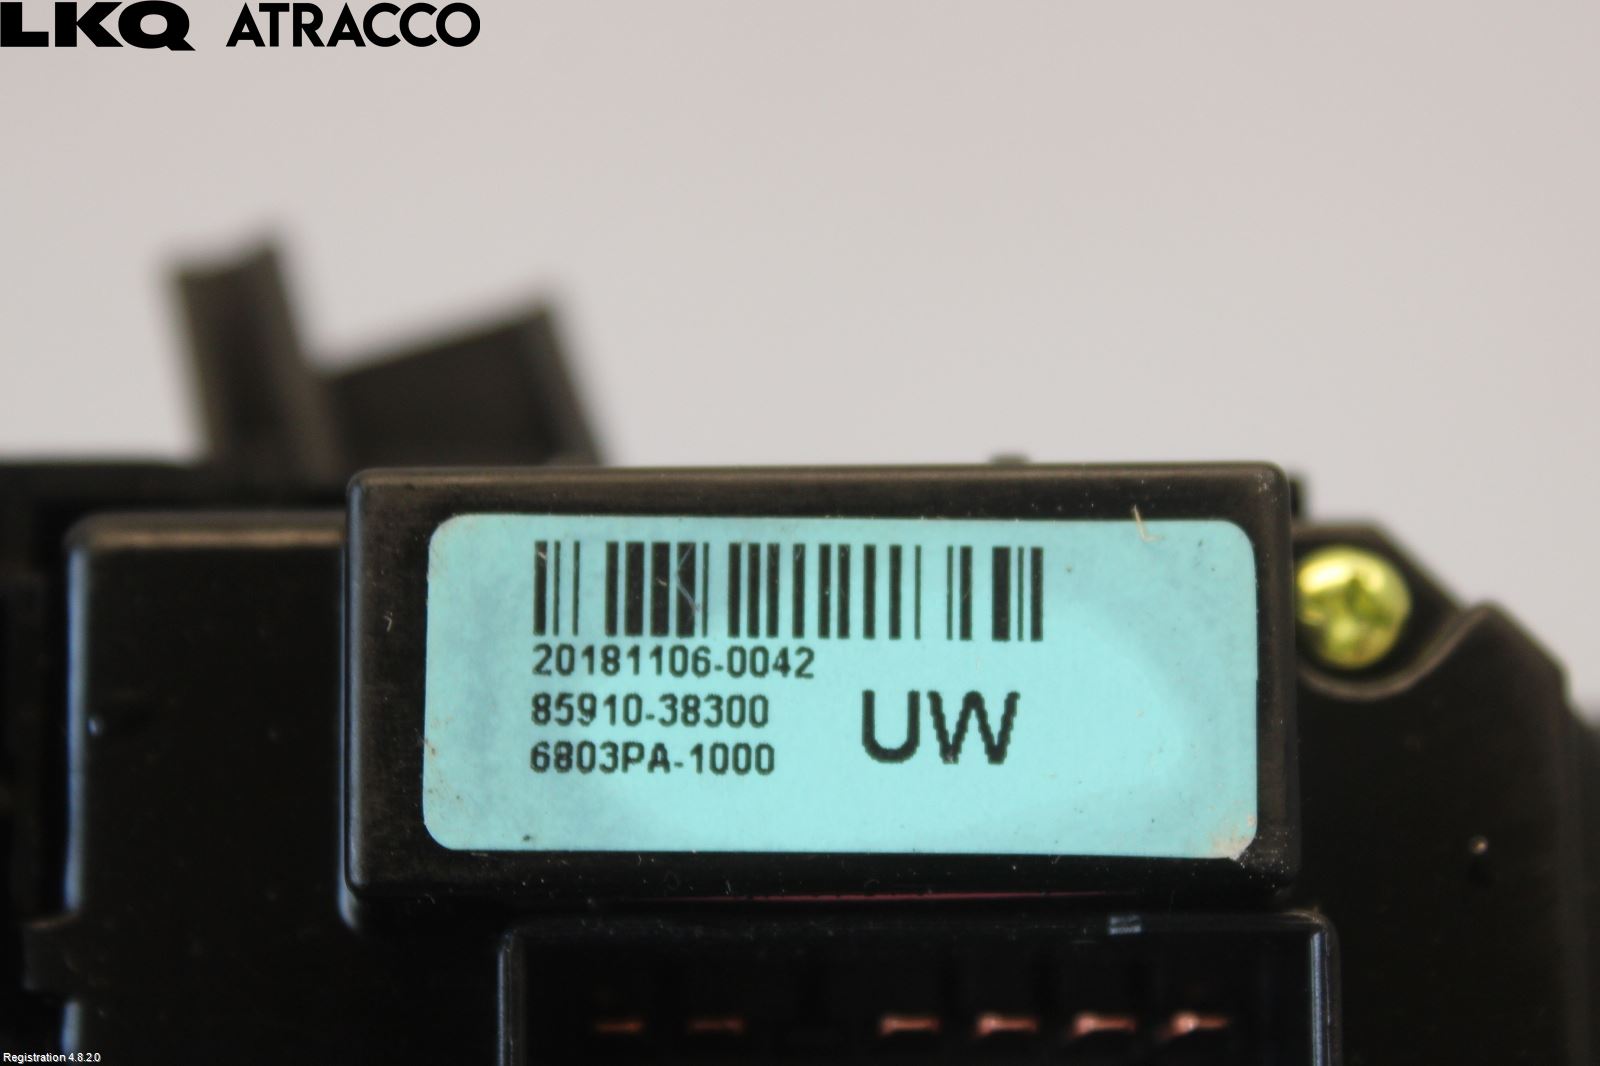 LKQ ATRACCO
20181106-0042
85910-38300
6803PA-1000
UW
Registration 4.8.2.0